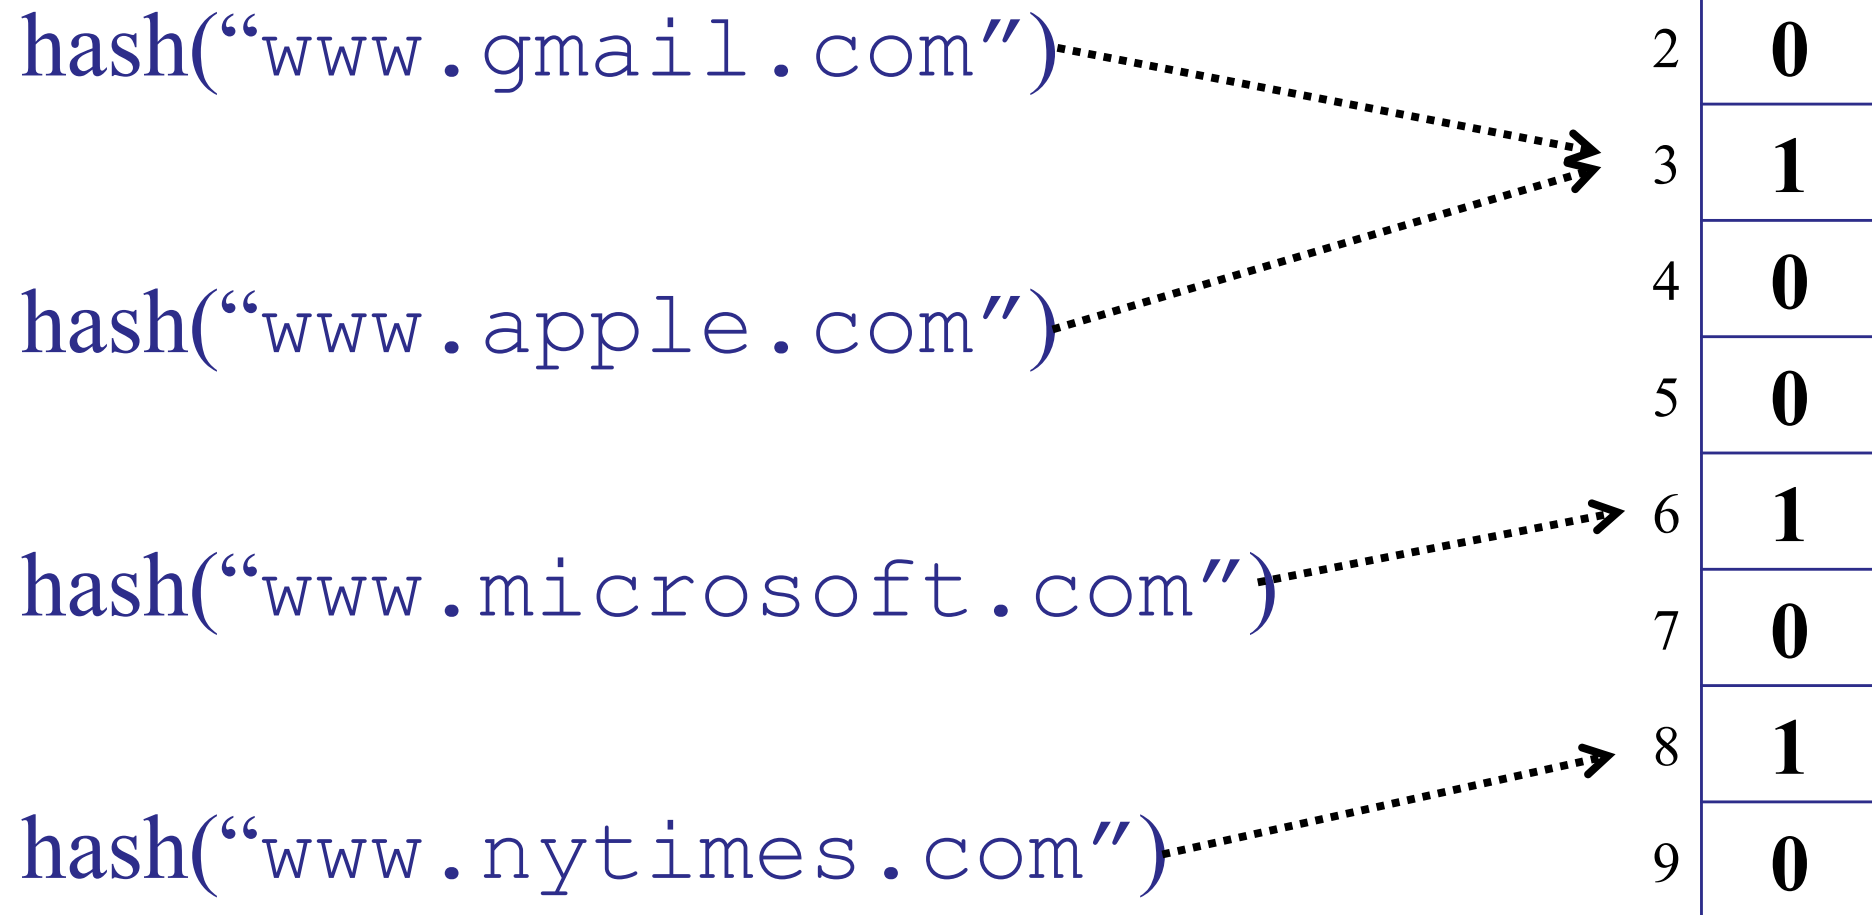 hash(“www.gmail.com”) 2 0
3 1
hash(“www.apple.com”) 4 0
5 0
6 1
hash(“www.microsoft.com”) 7 0
8 1
hash(“www.nytimes.com”) 9 0